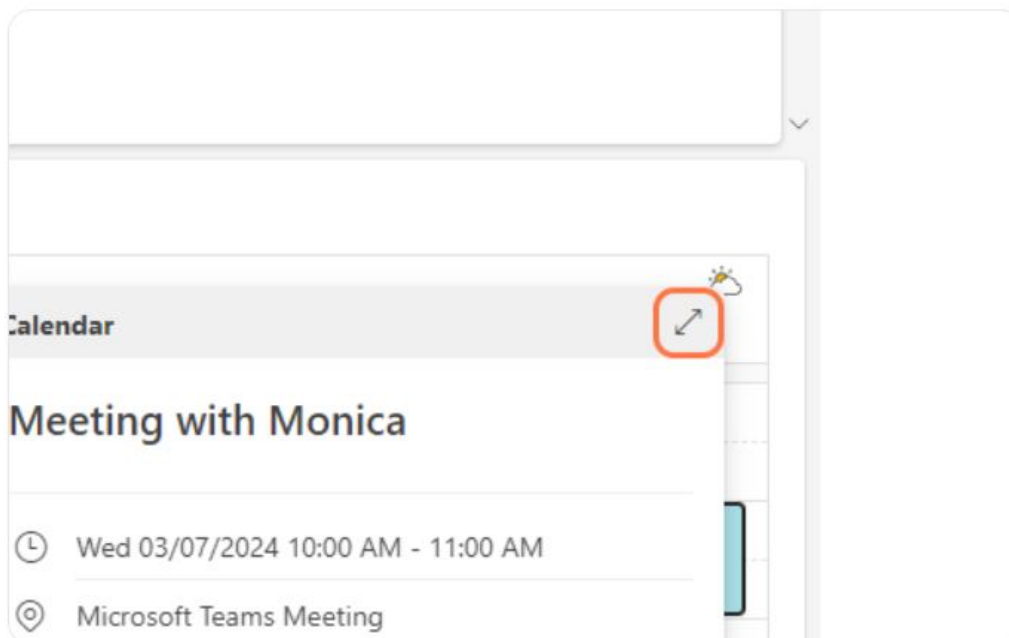 Calendar
Meeting with Monica
Wed 03/07/2024 10:00 AM - 11:00 AM
Microsoft Teams Meeting